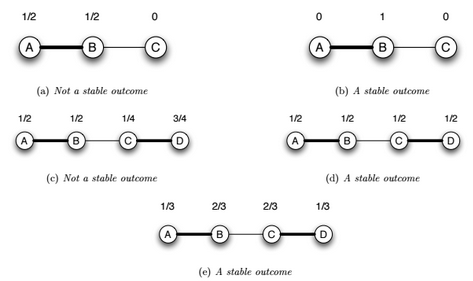 1/2 1/2 0
A B C
(a) Not a stable outcome
0 1 0
A B C
(b) A stable outcome
1/2 1/2 1/4 3/4
A B C D
(c) Not a stable outcome
1/2 1/2 1/2 1/2
A B C D
(d) A stable outcome
1/3 2/3 2/3 1/3
A B C D
(e) A stable outcome